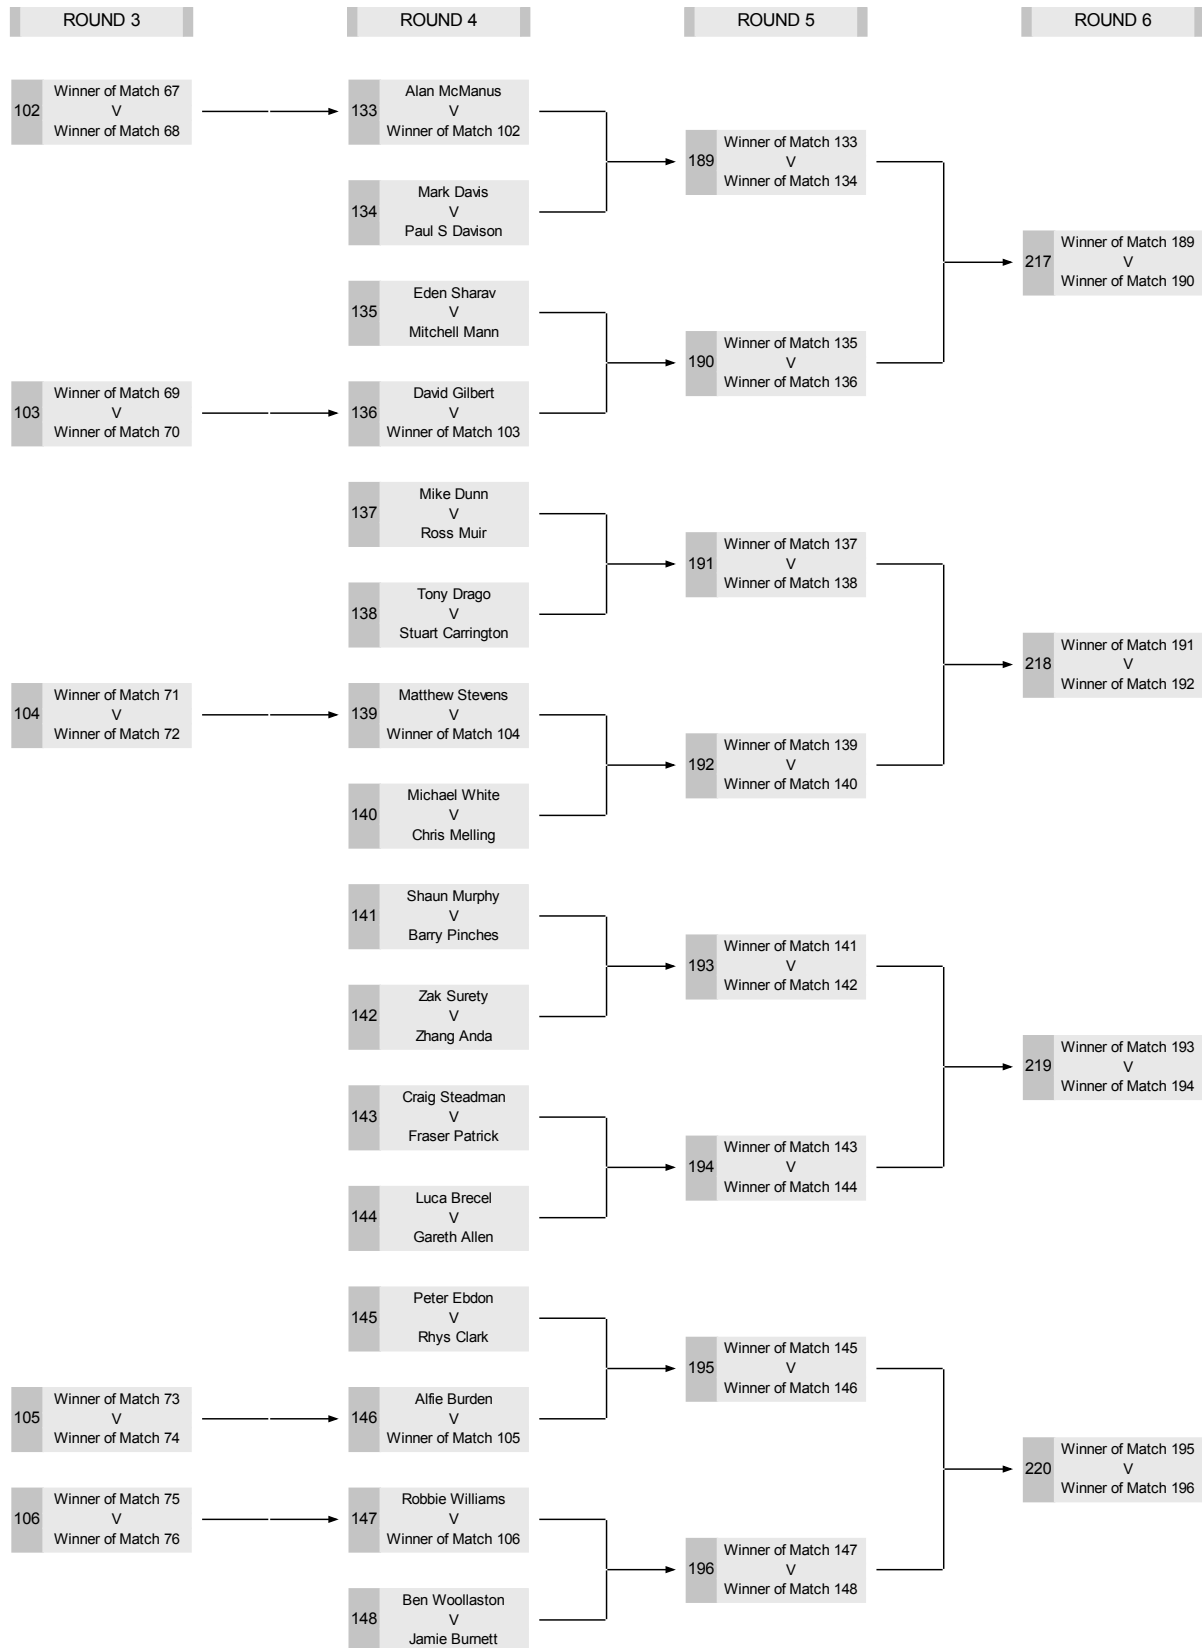 ROUND 3
ROUND 4
ROUND 5
ROUND 6
102
Winner of Match 67
V
Winner of Match 68
103
Winner of Match 69
V
Winner of Match 70
104
Winner of Match 71
V
Winner of Match 72
105
Winner of Match 73
V
Winner of Match 74
106
Winner of Match 75
V
Winner of Match 76
133
Alan McManus
V
Winner of Match 102
134
Mark Davis
V
Paul S Davison
135
Eden Sharav
V
Mitchell Mann
136
David Gilbert
V
Winner of Match 103
137
Mike Dunn
V
Ross Muir
138
Tony Drago
V
Stuart Carrington
139
Matthew Stevens
V
Winner of Match 104
140
Michael White
V
Chris Melling
141
Shaun Murphy
V
Barry Pinches
142
Zak Surety
V
Zhang Anda
143
Craig Steadman
V
Fraser Patrick
144
Luca Brecel
V
Gareth Allen
145
Peter Ebdon
V
Rhys Clark
146
Alfie Burden
V
Winner of Match 105
147
Robbie Williams
V
Winner of Match 106
148
Ben Woollaston
V
Jamie Burnett
189
Winner of Match 133
V
Winner of Match 134
190
Winner of Match 135
V
Winner of Match 136
191
Winner of Match 137
V
Winner of Match 138
192
Winner of Match 139
V
Winner of Match 140
193
Winner of Match 141
V
Winner of Match 142
194
Winner of Match 143
V
Winner of Match 144
195
Winner of Match 145
V
Winner of Match 146
196
Winner of Match 147
V
Winner of Match 148
217
Winner of Match 189
V
Winner of Match 190
218
Winner of Match 191
V
Winner of Match 192
219
Winner of Match 193
V
Winner of Match 194
220
Winner of Match 195
V
Winner of Match 196